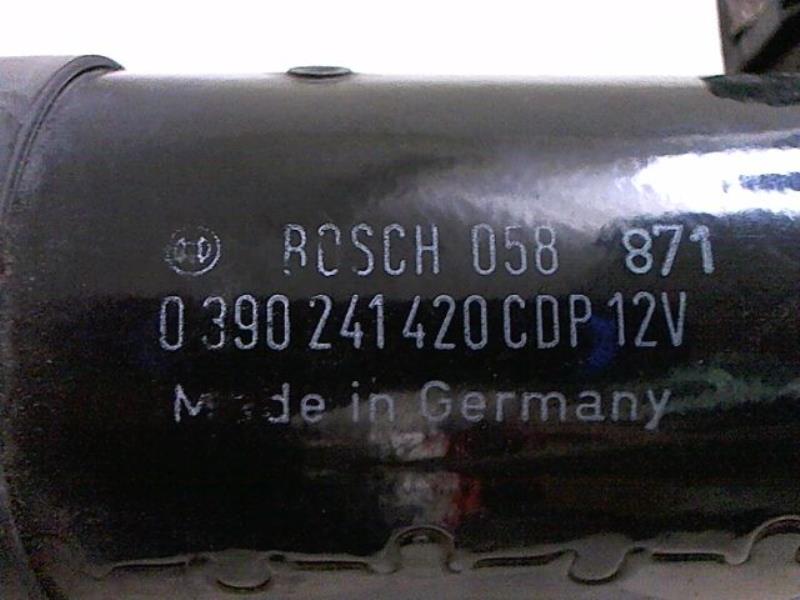 BOSCH 058 871
0 390 241 420 CDP 12V
Made in Germany